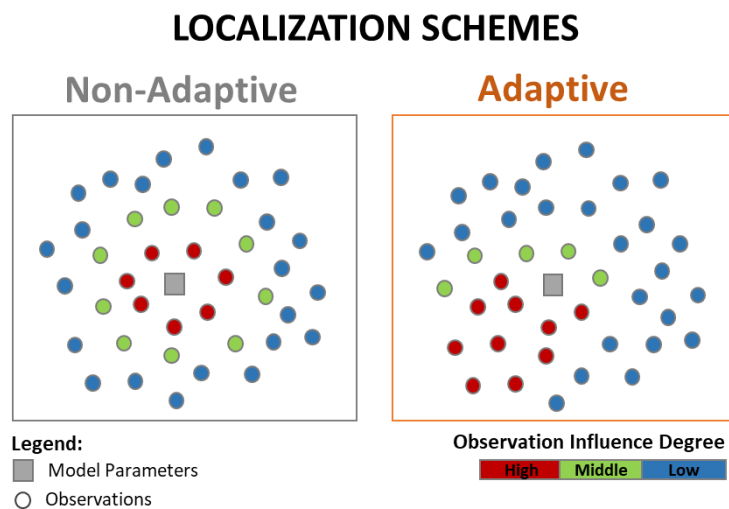 LOCALIZATION SCHEMES
Non-Adaptive
Adaptive
Legend:
Model Parameters
Observations
Observation Influence Degree
High Middle Low